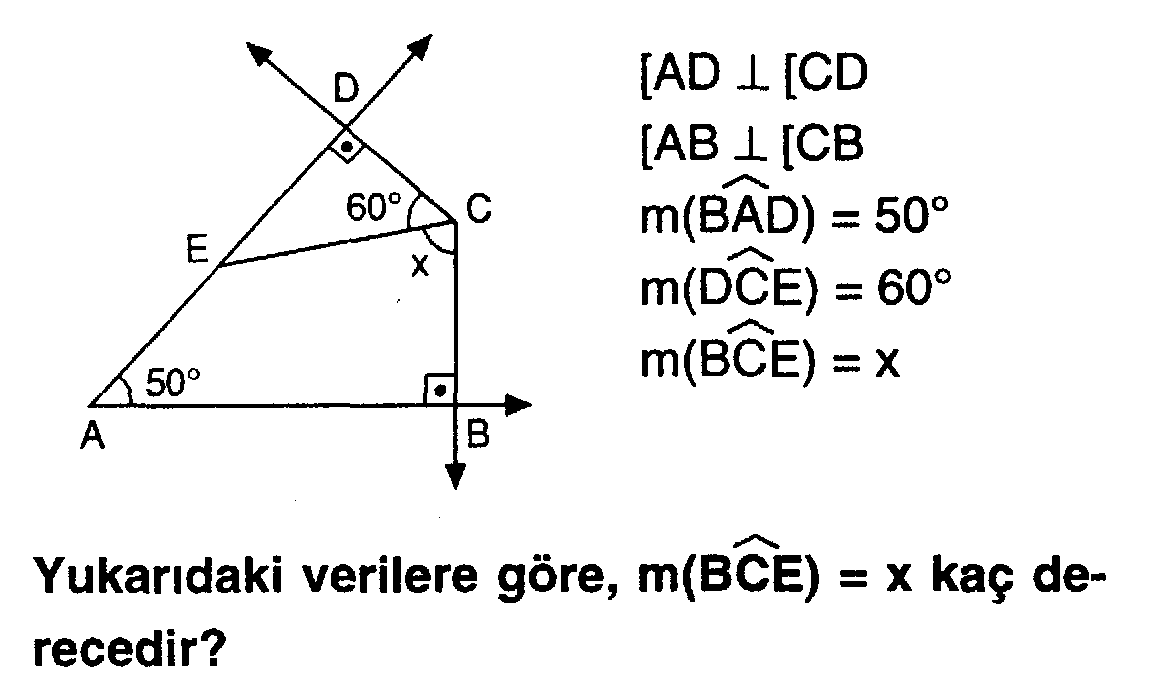 D
60°
C
E
x
50°
A
B
[AD ⊥ [CD
[AB ⊥ [CB
m(BÂD) = 50°
m(DĈE) = 60°
m(BĈE) = x
Yukarıdaki verilere göre, m(BĈE) = x kaç de-
recedir?